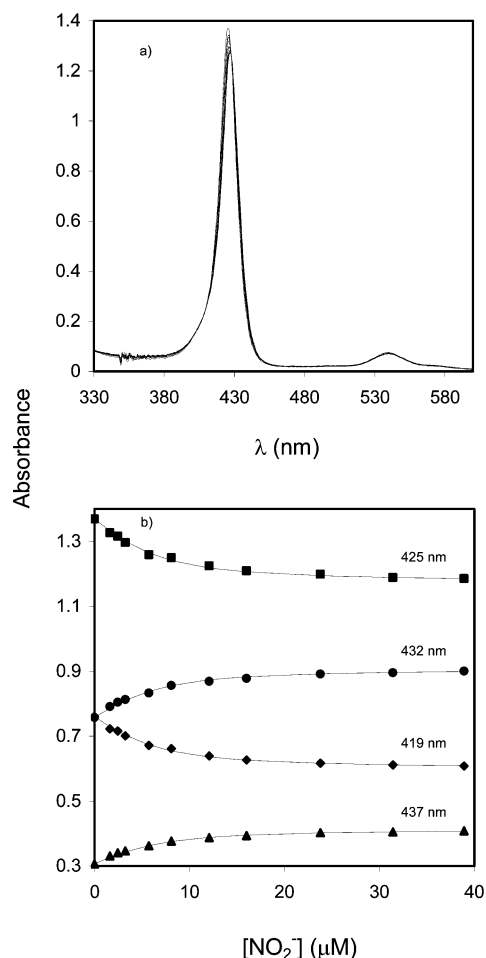 a)
1.4
1.2
1
0.8
0.6
0.4
0.2
0
330 380 430 480 530 580
λ (nm)
Absorbance
b)
1.3
1.1
0.9
0.7
0.5
0.3
425 nm
432 nm
419 nm
437 nm
0 10 20 30 40
[NO₂⁻] (μM)